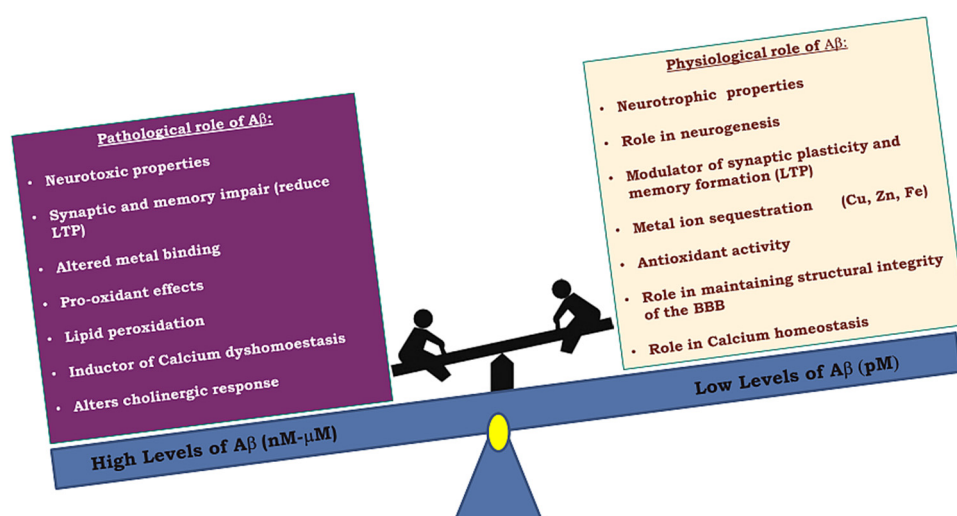 Pathological role of Aβ:
• Neurotoxic properties
• Synaptic and memory impair (reduce
LTP)
• Altered metal binding
• Pro-oxidant effects
• Lipid peroxidation
• Inductor of Calcium dyshomoestasis
• Alters cholinergic response
High Levels of Aβ (nM-μM)
Physiological role of Aβ:
• Neurotrophic properties
• Role in neurogenesis
• Modulator of synaptic plasticity and
memory formation (LTP)
• Metal ion sequestration (Cu, Zn, Fe)
• Antioxidant activity
• Role in maintaining structural integrity
of the BBB
• Role in Calcium homeostasis
Low Levels of Aβ (pM)